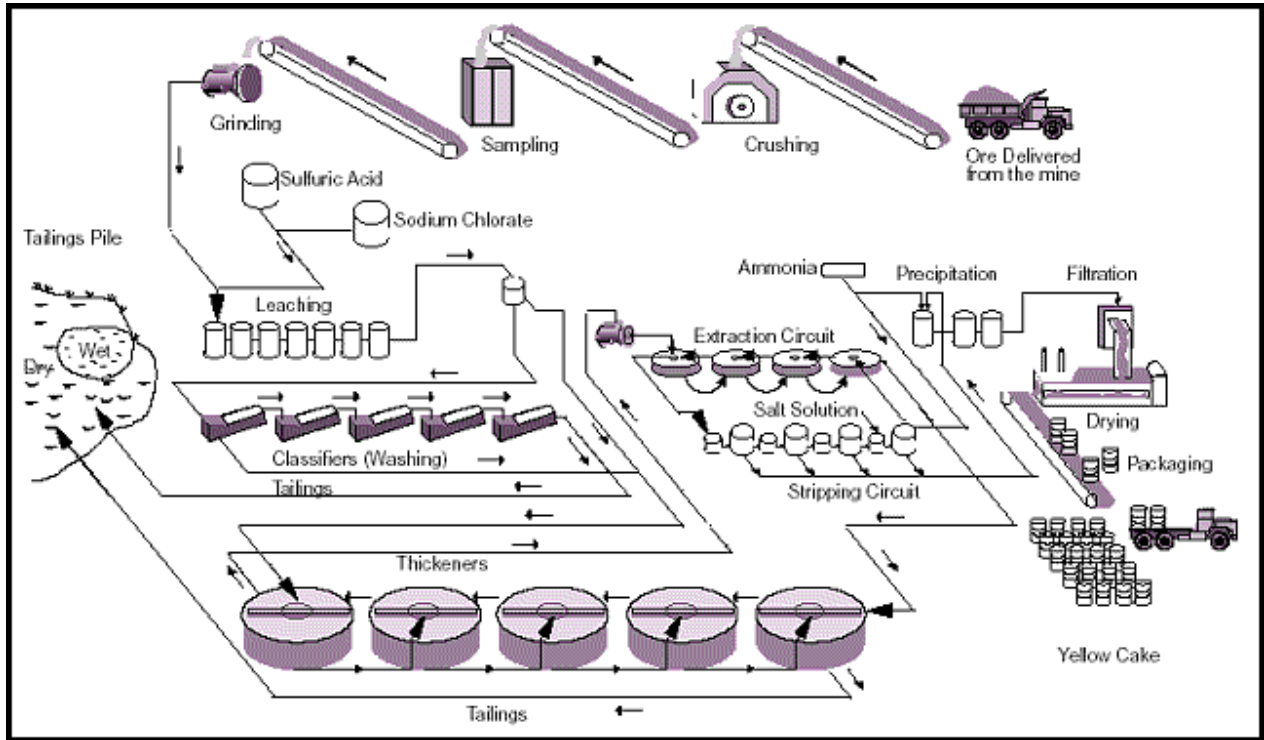 Grinding
Sampling
Crushing
Ore Delivered
from the mine
Sulfuric Acid
Sodium Chlorate
Tailings Pile
Leaching
Ammonia
Precipitation
Filtration
Wet
Dry
Extraction Circuit
Salt Solution
Drying
Classifiers (Washing)
Packaging
Tailings
Stripping Circuit
Thickeners
Yellow Cake
Tailings